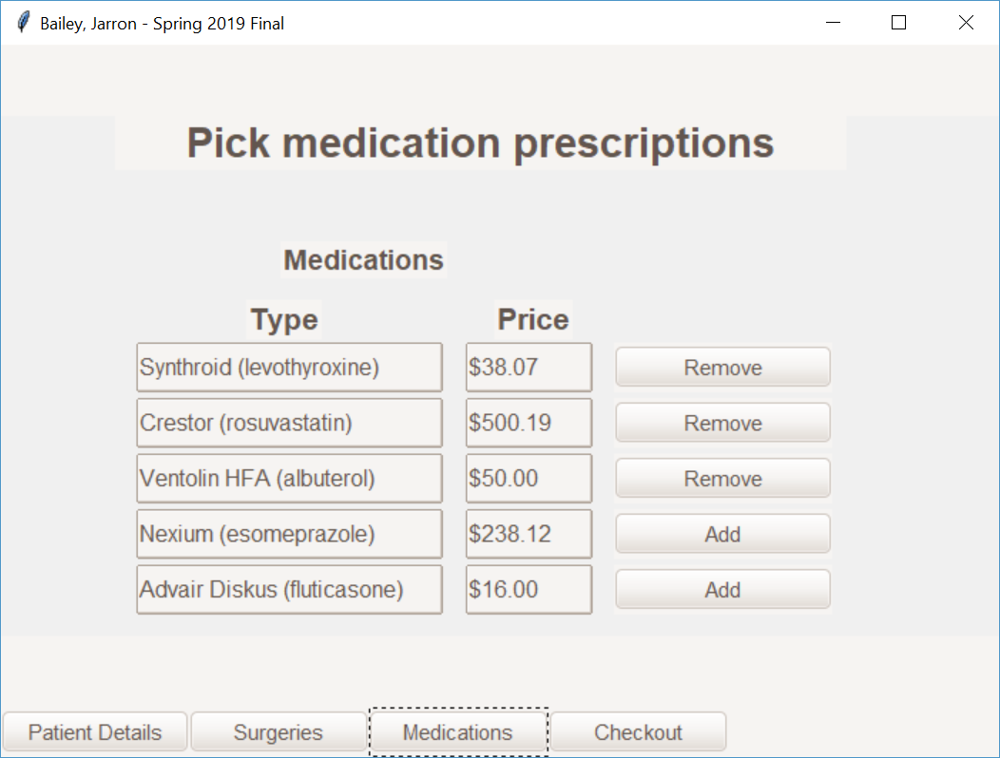 Bailey, Jarron - Spring 2019 Final
Pick medication prescriptions
Medications
Type Price
Synthroid (levothyroxine) $38.07 Remove
Crestor (rosuvastatin) $500.19 Remove
Ventolin HFA (albuterol) $50.00 Remove
Nexium (esomeprazole) $238.12 Add
Advair Diskus (fluticasone) $16.00 Add
Patient Details Surgeries Medications Checkout